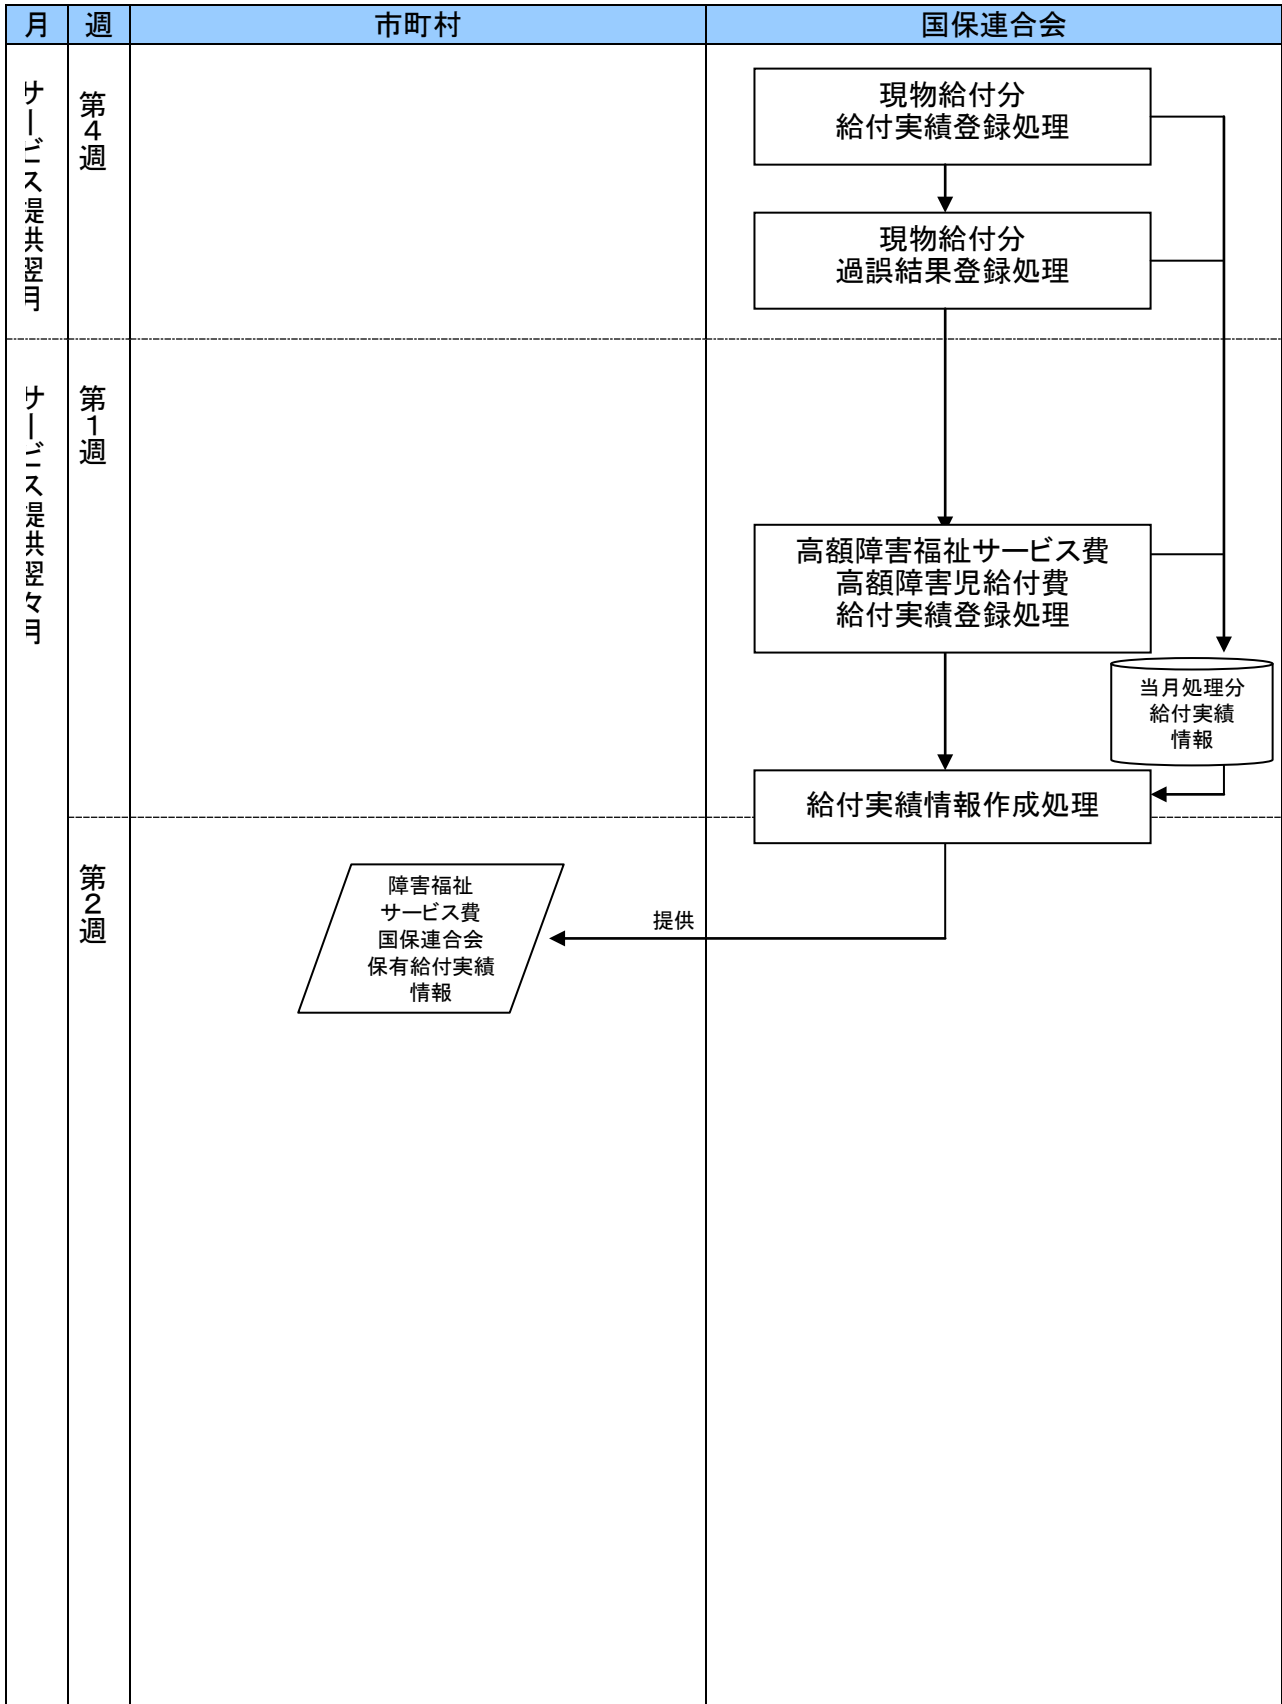 月 週 市町村 国保連合会
サービス提供翌月
第4週
現物給付分
給付実績登録処理
現物給付分
過誤結果登録処理
サービス提供翌々月
第1週
高額障害福祉サービス費
高額障害児給付費
給付実績登録処理
当月処理分
給付実績
情報
給付実績情報作成処理
第2週
障害福祉
サービス費
国保連合会
保有給付実績
情報
提供